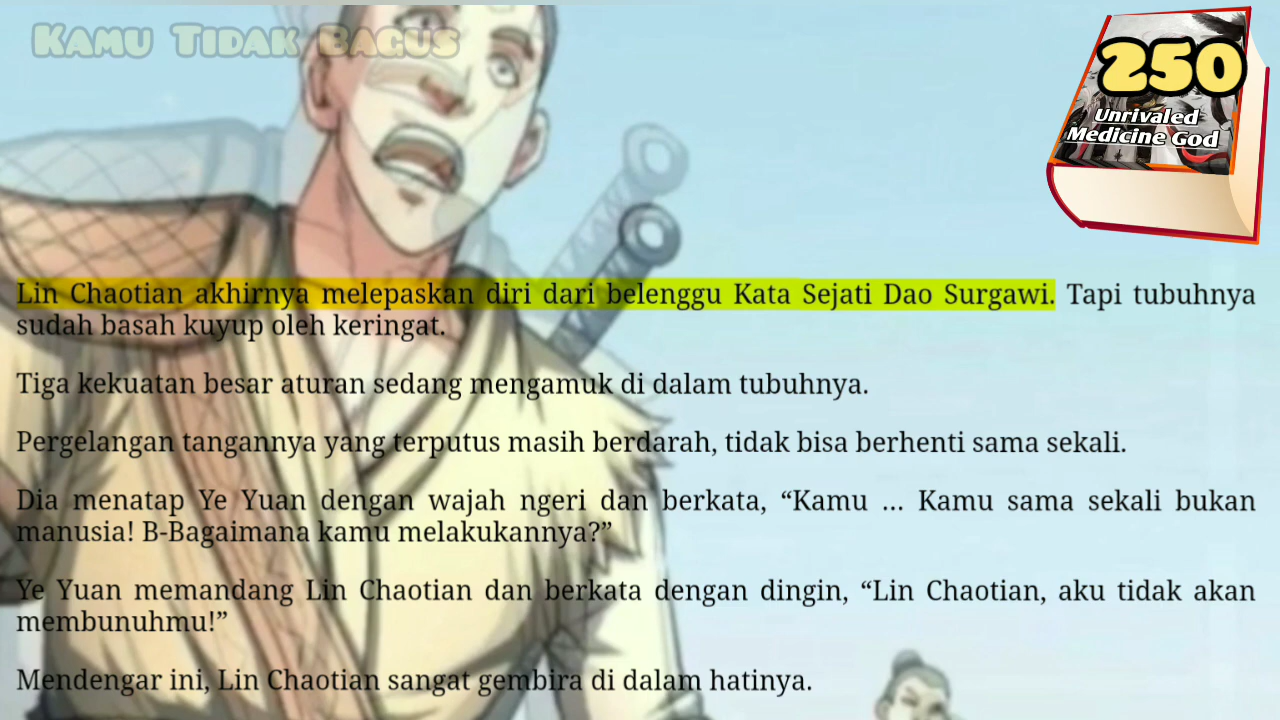 Kamu Tidak Bagus
250
Unrivaled
Medicine God
Lin Chaotian akhirnya melepaskan diri dari belenggu Kata Sejati Dao Surgawi. Tapi tubuhnya
sudah basah kuyup oleh keringat.
Tiga kekuatan besar aturan sedang mengamuk di dalam tubuhnya.
Pergelangan tangannya yang terputus masih berdarah, tidak bisa berhenti sama sekali.
Dia menatap Ye Yuan dengan wajah ngeri dan berkata, “Kamu … Kamu sama sekali bukan
manusia! B-Bagaimana kamu melakukannya?”
Ye Yuan memandang Lin Chaotian dan berkata dengan dingin, “Lin Chaotian, aku tidak akan
membunuhmu!”
Mendengar ini, Lin Chaotian sangat gembira di dalam hatinya.